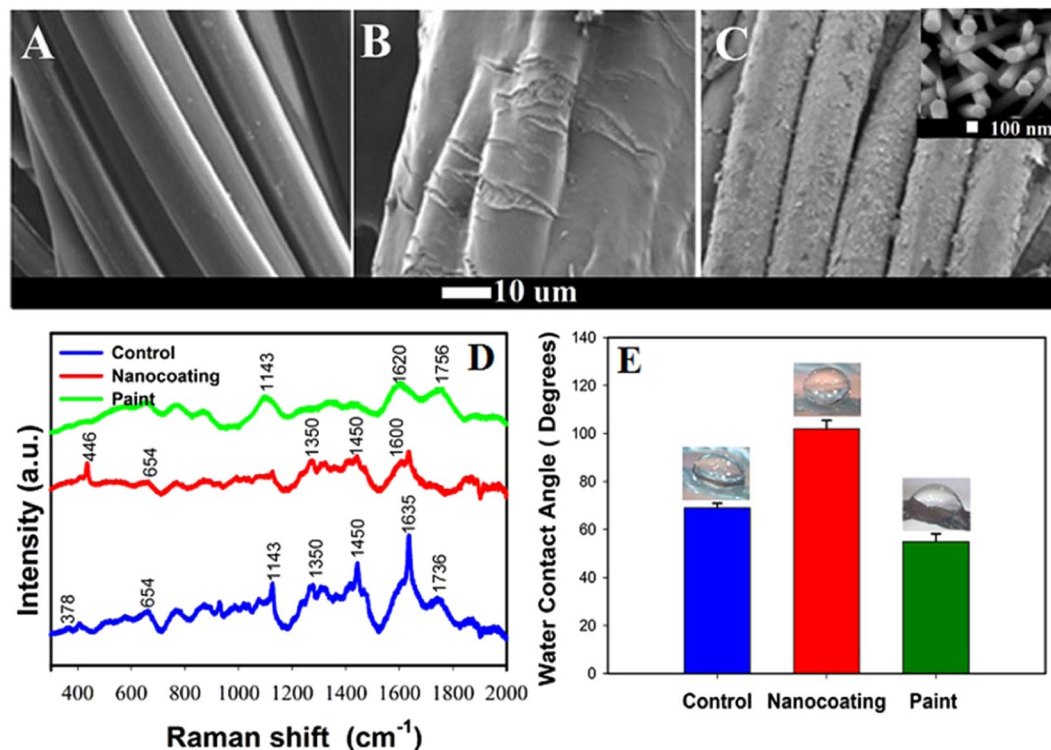 A
B
C
100 nm
10 um
D
Control
Nanocoating
Paint
1143
1620
1756
446
654
1350
1450
1600
378
654
1143
1350
1450
1635
1736
Intensity (a.u.)
400 600 800 1000 1200 1400 1600 1800 2000
Raman shift (cm⁻¹)
E
Water Contact Angle ( Degrees)
140
120
100
80
60
40
20
0
Control Nanocoating Paint